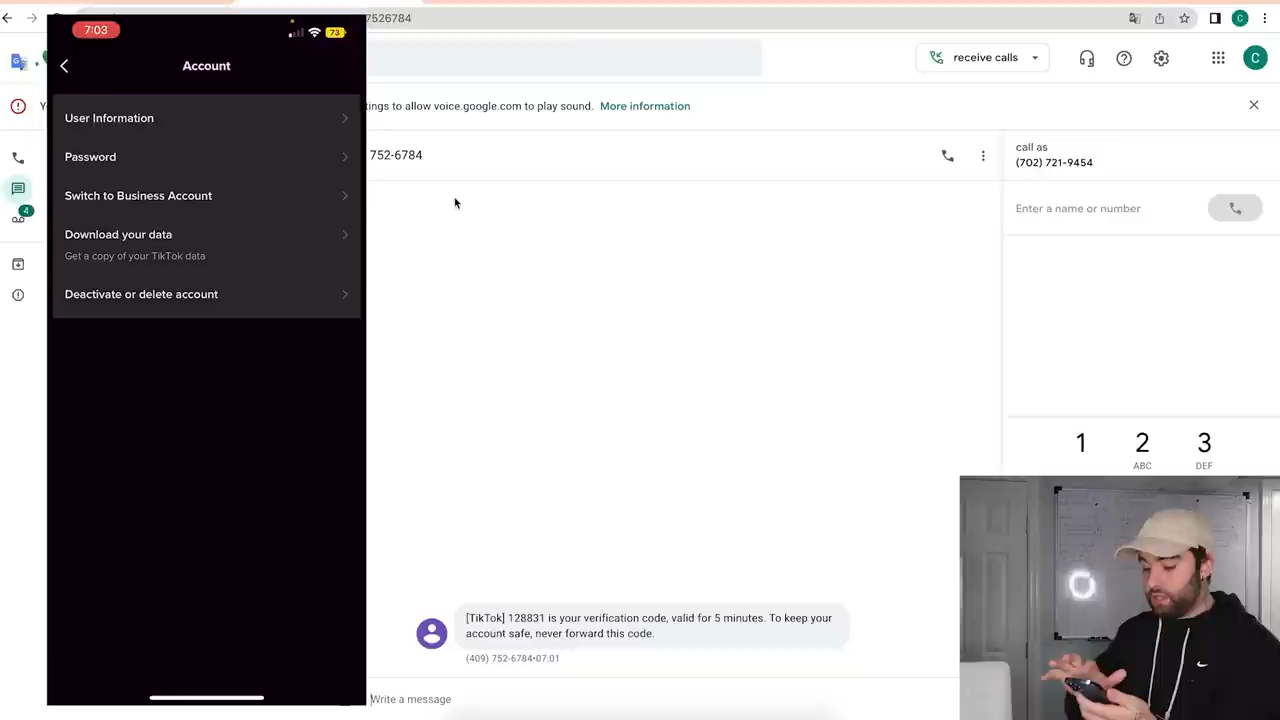 7526784
7:03
73
Account
User Information
Password
Switch to Business Account
Download your data
Get a copy of your TikTok data
Deactivate or delete account
receive calls
C
C
tings to allow voice.google.com to play sound. More information
752-6784
4
call as
(702) 721-9454
Enter a name or number
1
2
3
ABC
DEF
[TikTok] 128831 is your verification code, valid for 5 minutes. To keep your
account safe, never forward this code.
(409) 752-6784•07:01
Write a message